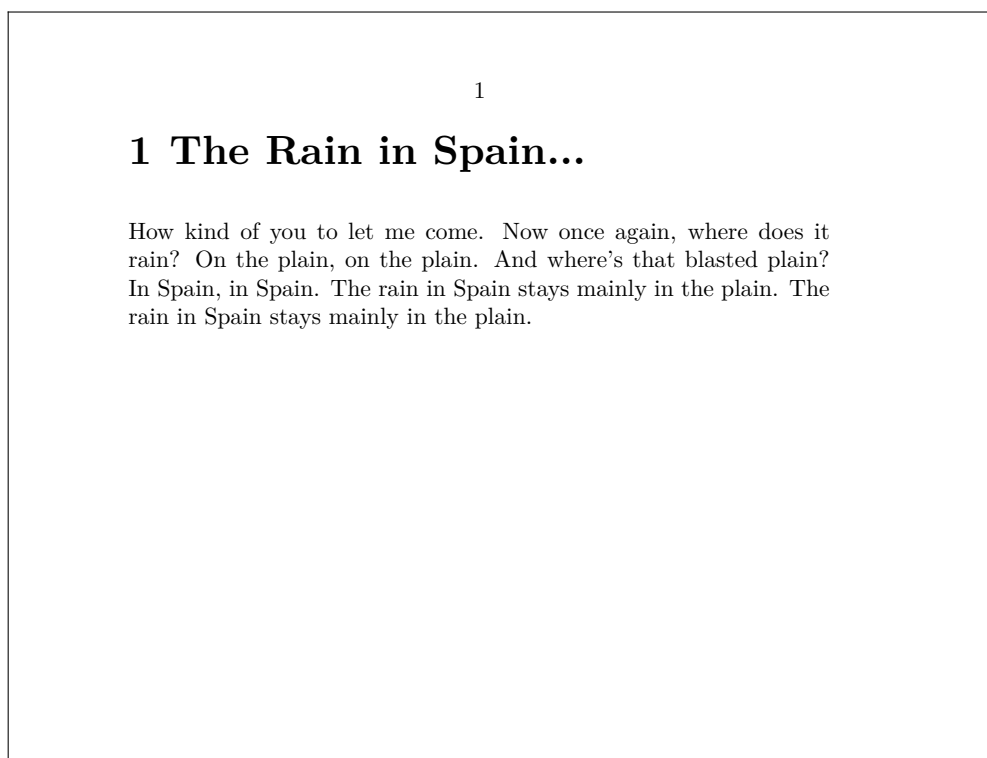 1
1 The Rain in Spain...
How kind of you to let me come. Now once again, where does it
rain? On the plain, on the plain. And where's that blasted plain?
In Spain, in Spain. The rain in Spain stays mainly in the plain. The
rain in Spain stays mainly in the plain.